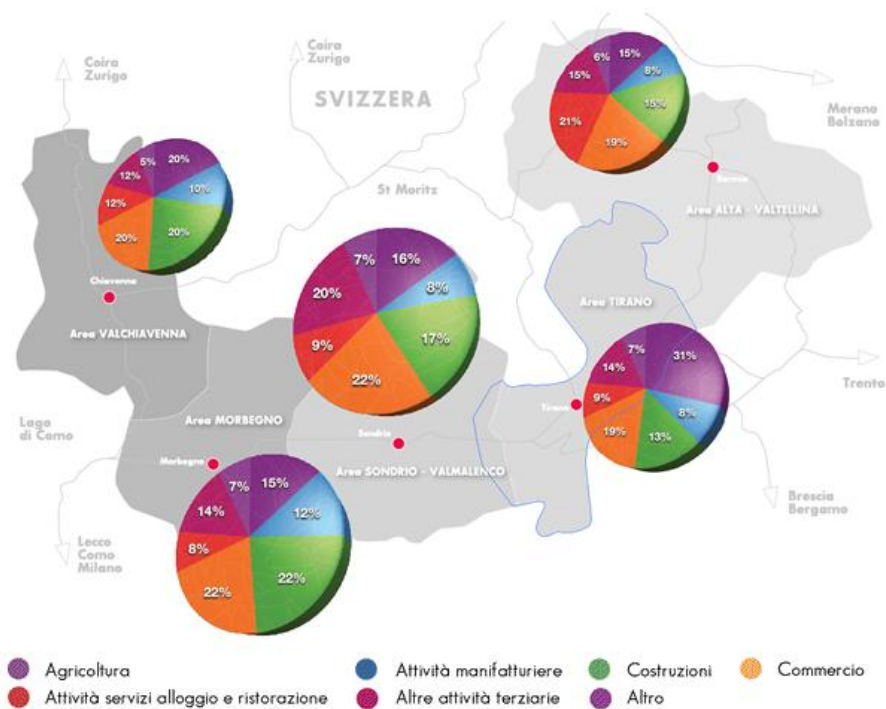 Coira
Zurigo
Coira
Zurigo
SVIZZERA
Merano
Bolzano
St Moritz
6%
15%
8%
15%
19%
21%
15%
Bormio
Area ALTA - VALTELLINA
5%
20%
10%
20%
20%
12%
12%
Chiavenna
Area VALCHIAVENNA
7%
16%
8%
17%
22%
9%
20%
Area TIRANO
7%
31%
8%
13%
19%
9%
14%
Tirano
Trento
Lago
di Como
Area MORBEGNO
Sondrio
Morbegno
Area SONDRIO - VALMALENCO
7%
15%
12%
22%
22%
8%
14%
Brescia
Bergamo
Lecco
Como
Milano
Agricoltura
Attività manifatturiere
Costruzioni
Commercio
Attività servizi alloggio e ristorazione
Altre attività terziarie
Altro